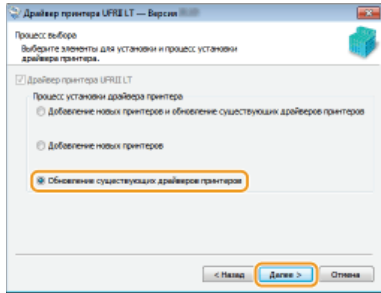 Драйвер принтера UFRII LT — Версия
Процесс выбора
Выберите элементы для установки и процесс установки
драйвера принтера.
Драйвер принтера UFRII LT
Процесс установки драйвера принтера
Добавление новых принтеров и обновление существующих драйверов принтеров
Добавление новых принтеров
Обновление существующих драйверов принтеров
< Назад
Далее >
Отмена